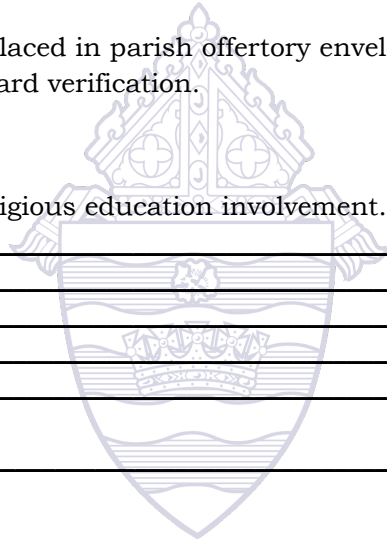 laced in parish offertory envel
ard verification.
igious education involvement.